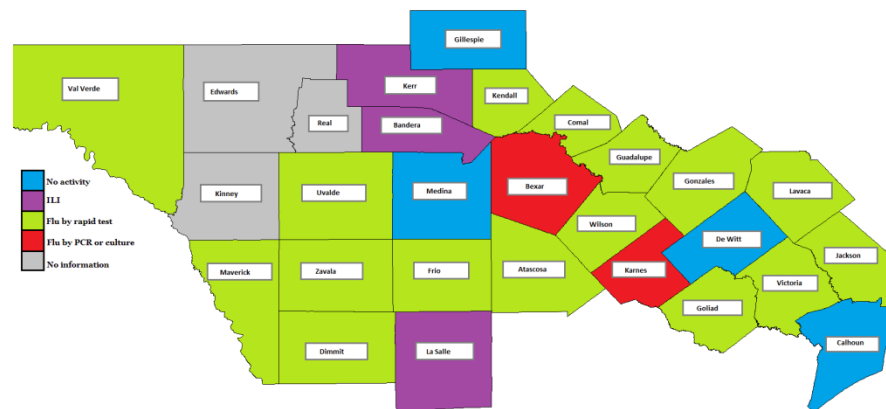 Gillespie
Val Verde
Edwards
Kerr
Kendall
Real
Bandera
Comal
Guadalupe
No activity
ILI
Flu by rapid test
Flu by PCR or culture
No information
Kinney
Uvalde
Medina
Bexar
Gonzales
Lavaca
Wilson
De Witt
Maverick
Zavala
Frio
Atascosa
Karnes
Jackson
Victoria
Goliad
Dimmit
La Salle
Calhoun